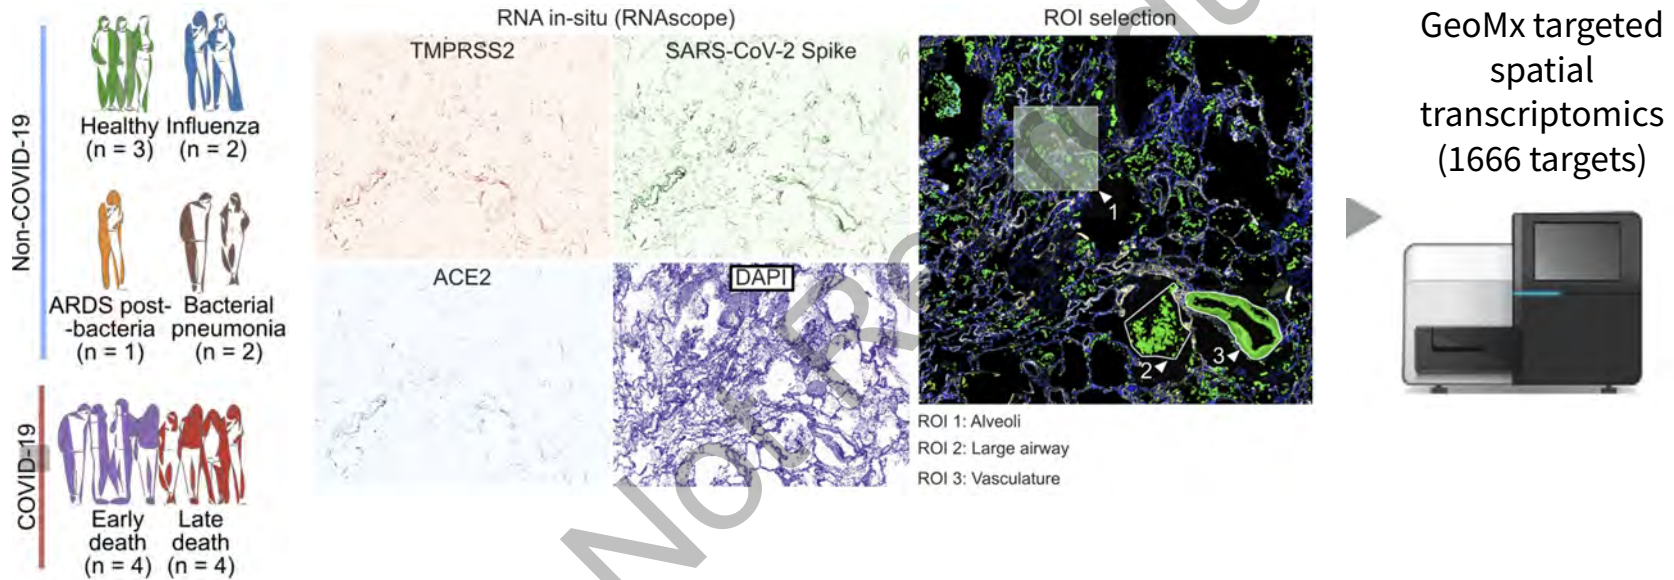 Non-COVID-19
Healthy
(n = 3)
Influenza
(n = 2)
ARDS post-
-bacteria
(n = 1)
Bacterial
pneumonia
(n = 2)
COVID-19
Early
death
(n = 4)
Late
death
(n = 4)
RNA in-situ (RNAscope)
TMPRSS2
SARS-CoV-2 Spike
ACE2
DAPI
ROI selection
1
2
3
ROI 1: Alveoli
ROI 2: Large airway
ROI 3: Vasculature
GeoMx targeted
spatial
transcriptomics
(1666 targets)